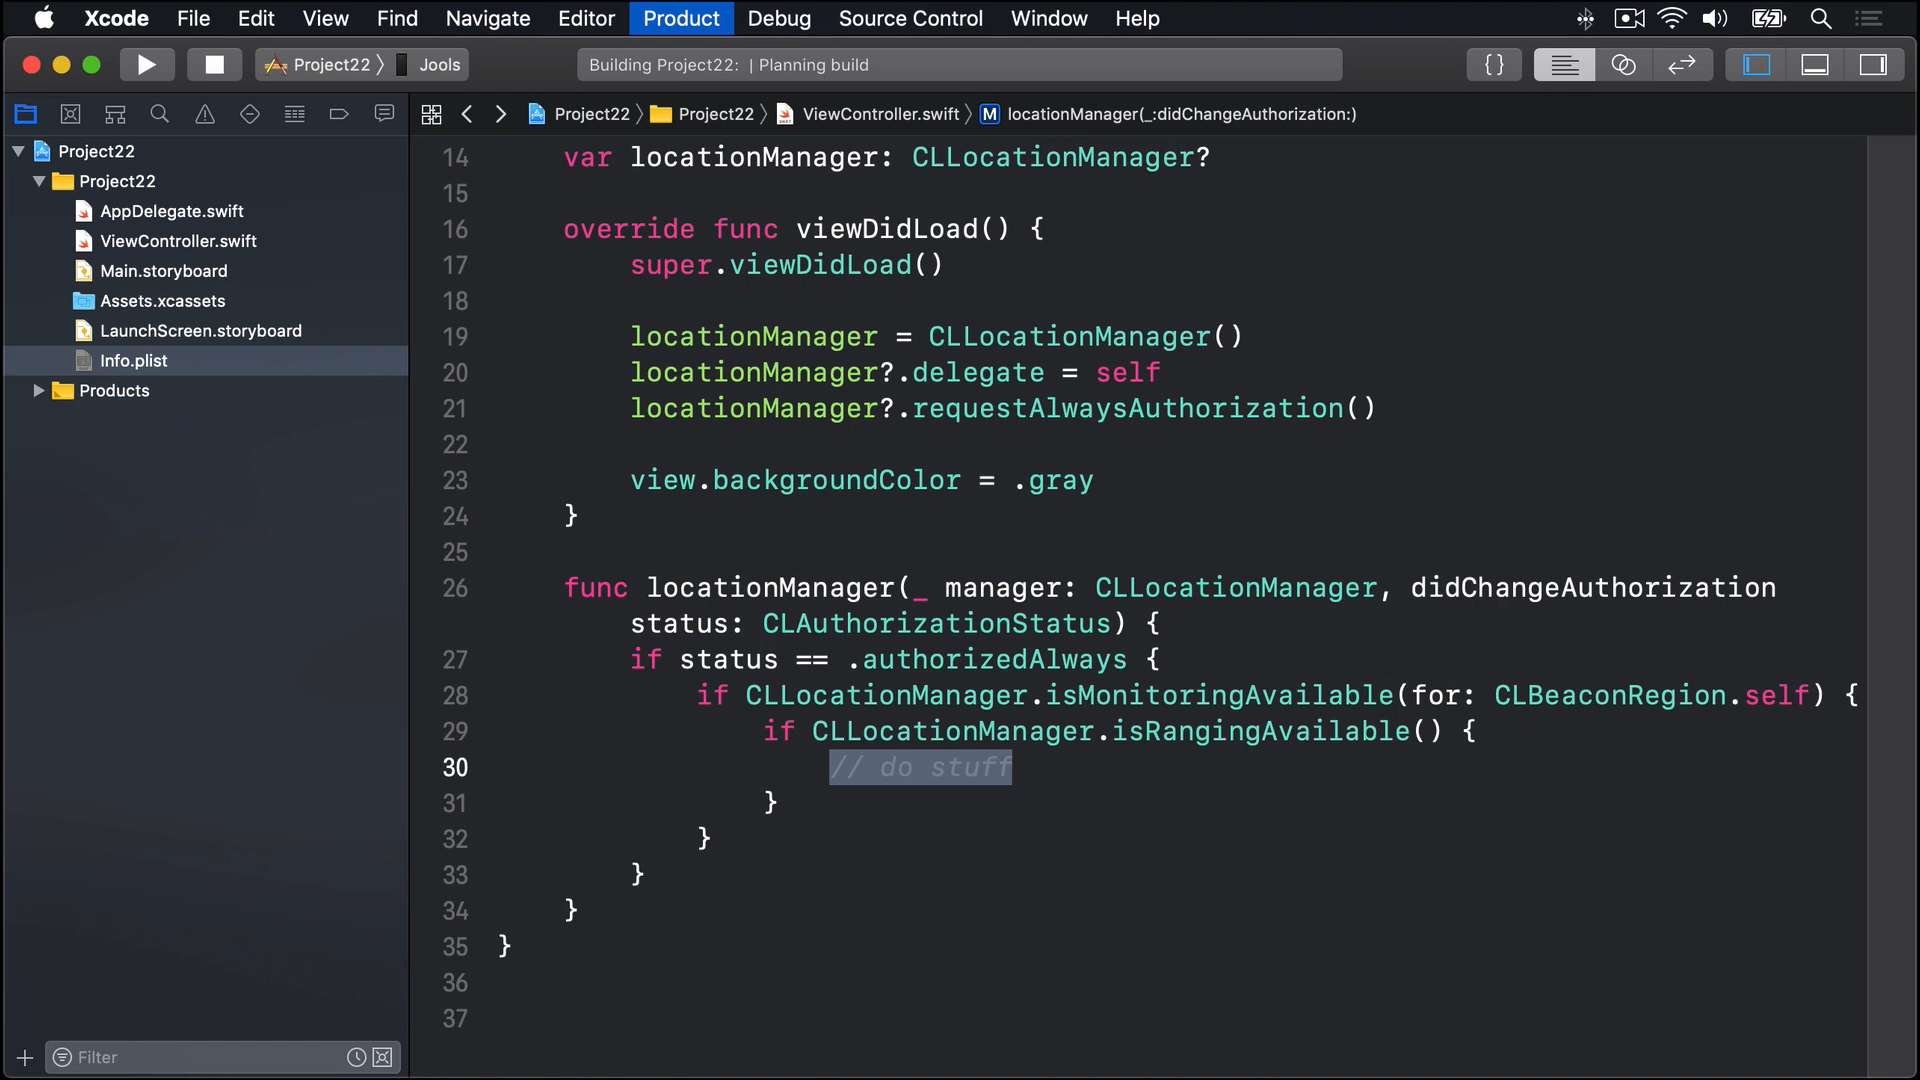 Xcode File Edit View Find Navigate Editor Product Debug Source Control Window Help
Project22 Jools
Building Project22: | Planning build
Project22 Project22 ViewController.swift M locationManager(_:didChangeAuthorization:)
Project22
Project22
AppDelegate.swift
ViewController.swift
Main.storyboard
Assets.xcassets
LaunchScreen.storyboard
Info.plist
Products
Filter
14 var locationManager: CLLocationManager?
15
16 override func viewDidLoad() {
17 super.viewDidLoad()
18
19 locationManager = CLLocationManager()
20 locationManager?.delegate = self
21 locationManager?.requestAlwaysAuthorization()
22
23 view.backgroundColor = .gray
24 }
25
26 func locationManager(_ manager: CLLocationManager, didChangeAuthorization
status: CLAuthorizationStatus) {
27 if status == .authorizedAlways {
28 if CLLocationManager.isMonitoringAvailable(for: CLBeaconRegion.self) {
29 if CLLocationManager.isRangingAvailable() {
30 // do stuff
31 }
32 }
33 }
34 }
35 }
36
37